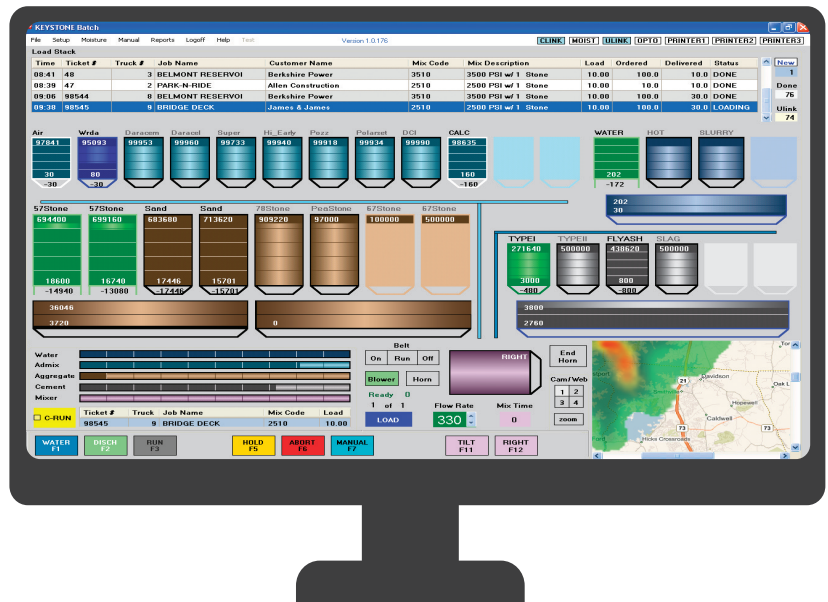 KEYSTONE Batch
File Setup Moisture Manual Reports Logoff Help Test Version 1.0.176 CLINK MOIST ULINK OPTO PRINTER1 PRINTER2 PRINTER3
Load Stack
Time Ticket # Truck # Job Name Customer Name Mix Code Mix Description Load Ordered Delivered Status New
08:41 48 3 BELMONT RESERVOI Berkshire Power 3510 3500 PSI w/ 1 Stone 10.00 100.0 10.0 DONE 1
08:39 47 2 PARK-N-RIDE Allen Construction 2510 2500 PSI w/ 1 Stone 10.00 10.0 10.0 DONE Done
09:06 98544 8 BELMONT RESERVOI Berkshire Power 3510 3500 PSI w/ 1 Stone 10.00 100.0 30.0 DONE 76
09:38 98545 9 BRIDGE DECK James & James 2510 2500 PSI w/ 1 Stone 10.00 100.0 30.0 LOADING Ulink
74
Air Wrda Daracem Daracel Super Hi_Early Pozz Polarset DCI CALC WATER HOT SLURRY
97841 95093 99953 99960 99733 99940 99918 99934 99990 98635
30 80 160 202
-30 -30 -160 -172
202
30
57Stone 57Stone Sand Sand 78Stone PeaStone 67Stone 67Stone
694400 699160 683680 713620 909220 97000 100000 500000
18600 16740 17446 15701
-14940 -13080 -17446 -15701
TYPEI TYPEII FLYASH SLAG
271640 500000 438620 500000
3000 800
-480 -800
36046
3720 0
3800
2760
Water
Admix
Aggregate
Cement
Mixer
Belt
On Run Off
Blower Horn
Ready 0
1 of 1 Flow Rate Mix Time
LOAD 330 0
RIGHT
End Horn
Cam/Web
1 2
3 4
zoom
C-RUN
Ticket # Truck Job Name Mix Code Load
98545 9 BRIDGE DECK 2510 10.00
WATER F1 DISCH F2 RUN F3 HOLD F5 ABORT F6 MANUAL F7 TILT F11 RIGHT F12
21
Davidson
Oak L
Hopewell
Caldwell
73
73
Hicks Crossroads